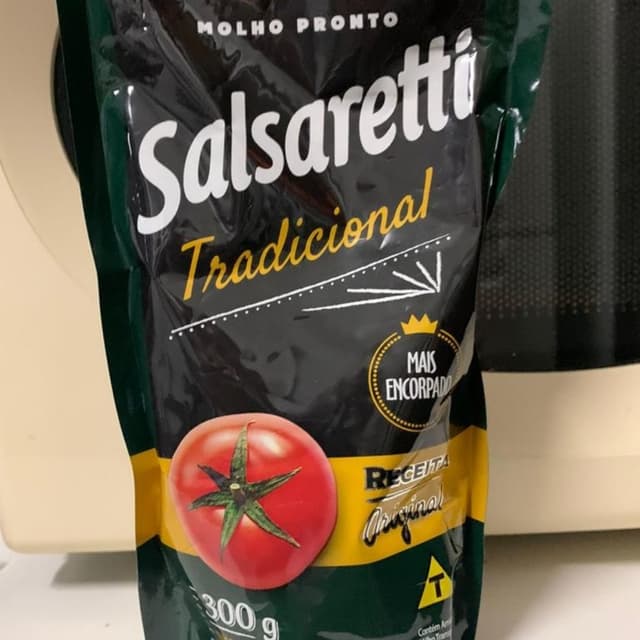 MOLHO PRONTO
Salsaretti
Tradicional
MAIS
ENCORPADO
RECEITA
Original
300 g
T